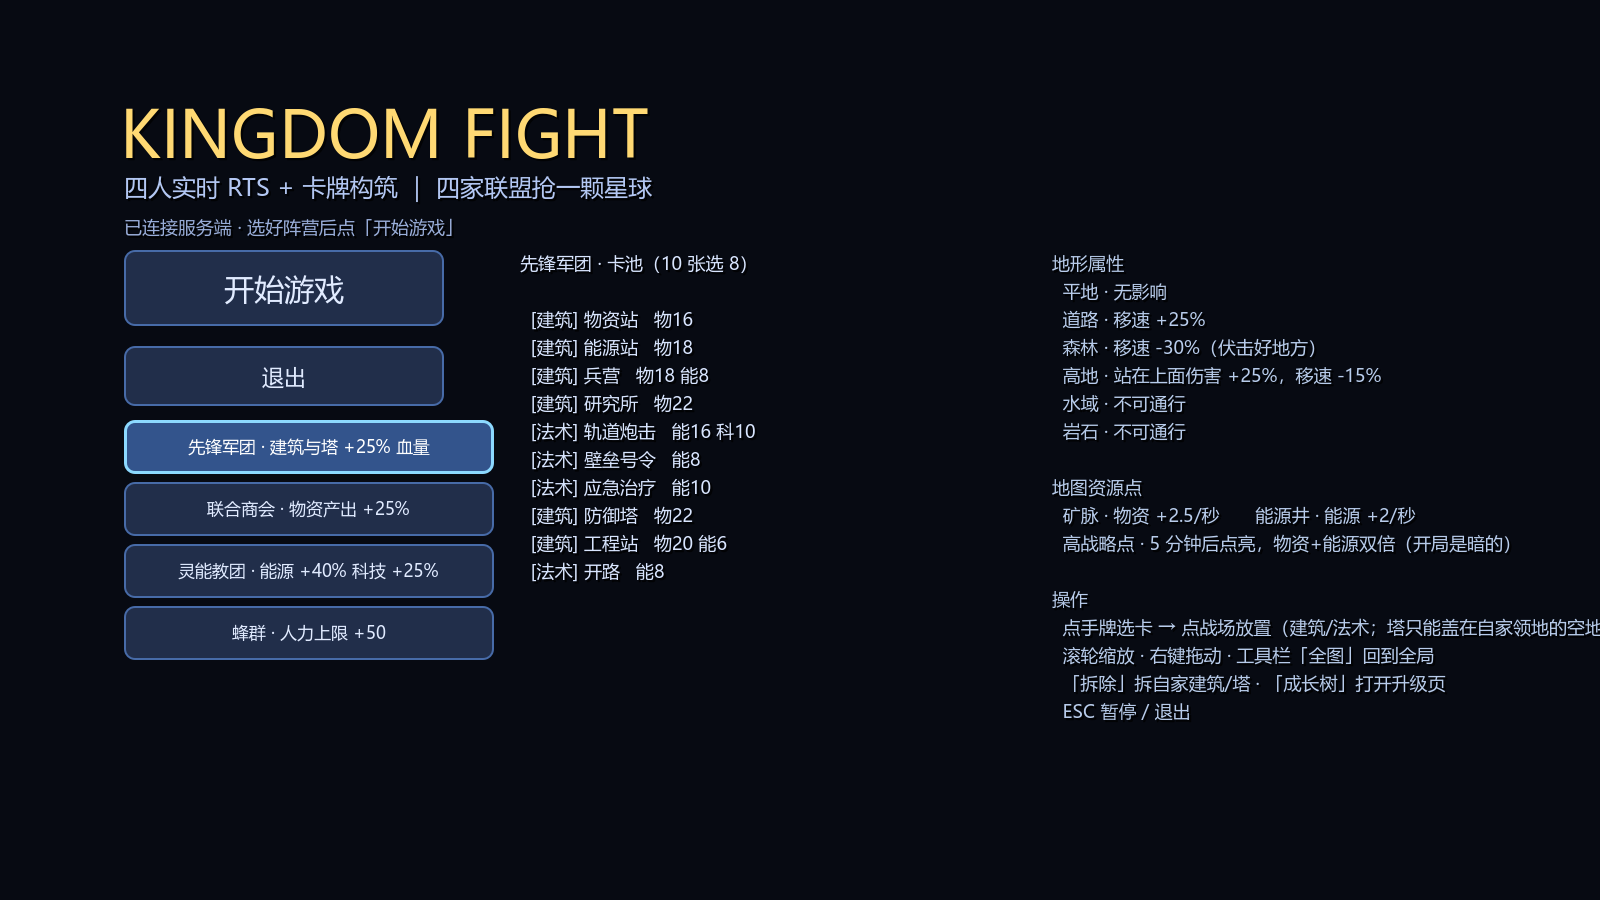 KINGDOM FIGHT
四人实时 RTS + 卡牌构筑 | 四家联盟抢一颗星球
已连接服务端 · 选好阵营后点「开始游戏」
开始游戏
退出
先锋军团 · 建筑与塔 +25% 血量
联合商会 · 物资产出 +25%
灵能教团 · 能源 +40% 科技 +25%
蜂群 · 人力上限 +50
先锋军团 · 卡池（10 张选 8）
[建筑] 物资站 物16
[建筑] 能源站 物18
[建筑] 兵营 物18 能8
[建筑] 研究所 物22
[法术] 轨道炮击 能16 科10
[法术] 壁垒号令 能8
[法术] 应急治疗 能10
[建筑] 防御塔 物22
[建筑] 工程站 物20 能6
[法术] 开路 能8
地形属性
平地 · 无影响
道路 · 移速 +25%
森林 · 移速 -30%（伏击好地方）
高地 · 站在上面伤害 +25%，移速 -15%
水域 · 不可通行
岩石 · 不可通行
地图资源点
矿脉 · 物资 +2.5/秒 能源井 · 能源 +2/秒
高战略点 · 5 分钟后点亮，物资+能源双倍（开局是暗的）
操作
点手牌选卡 → 点战场放置（建筑/法术；塔只能盖在自家领地的空地
滚轮缩放 · 右键拖动 · 工具栏「全图」回到全局
「拆除」拆自家建筑/塔 · 「成长树」打开升级页
ESC 暂停 / 退出